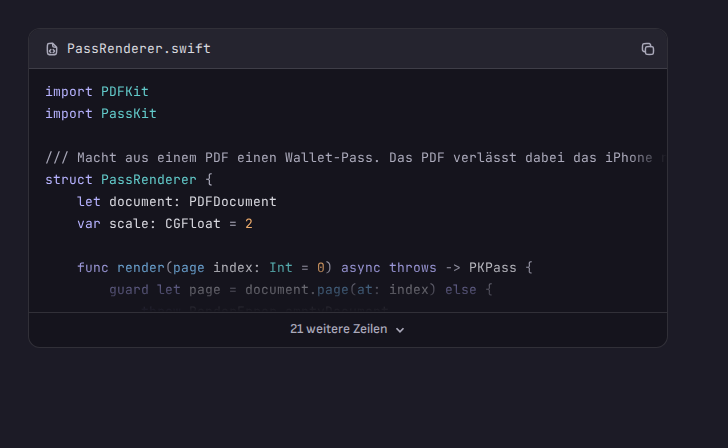 PassRenderer.swift
import PDFKit
import PassKit
/// Macht aus einem PDF einen Wallet-Pass. Das PDF verlässt dabei das iPhone
struct PassRenderer {
let document: PDFDocument
var scale: CGFloat = 2
func render(page index: Int = 0) async throws -> PKPass {
guard let page = document.page(at: index) else {
21 weitere Zeilen